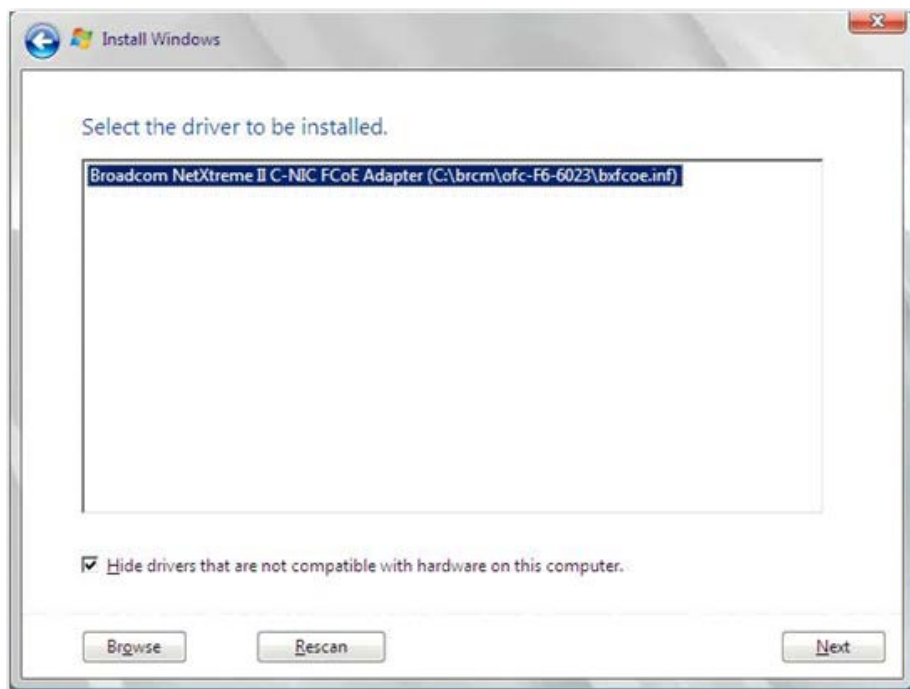 Install Windows
Select the driver to be installed.
Broadcom NetXtreme II C-NIC FCoE Adapter (C:\brcm\ofc-F6-6023\bxfcoe.inf)
Hide drivers that are not compatible with hardware on this computer.
Browse
Rescan
Next